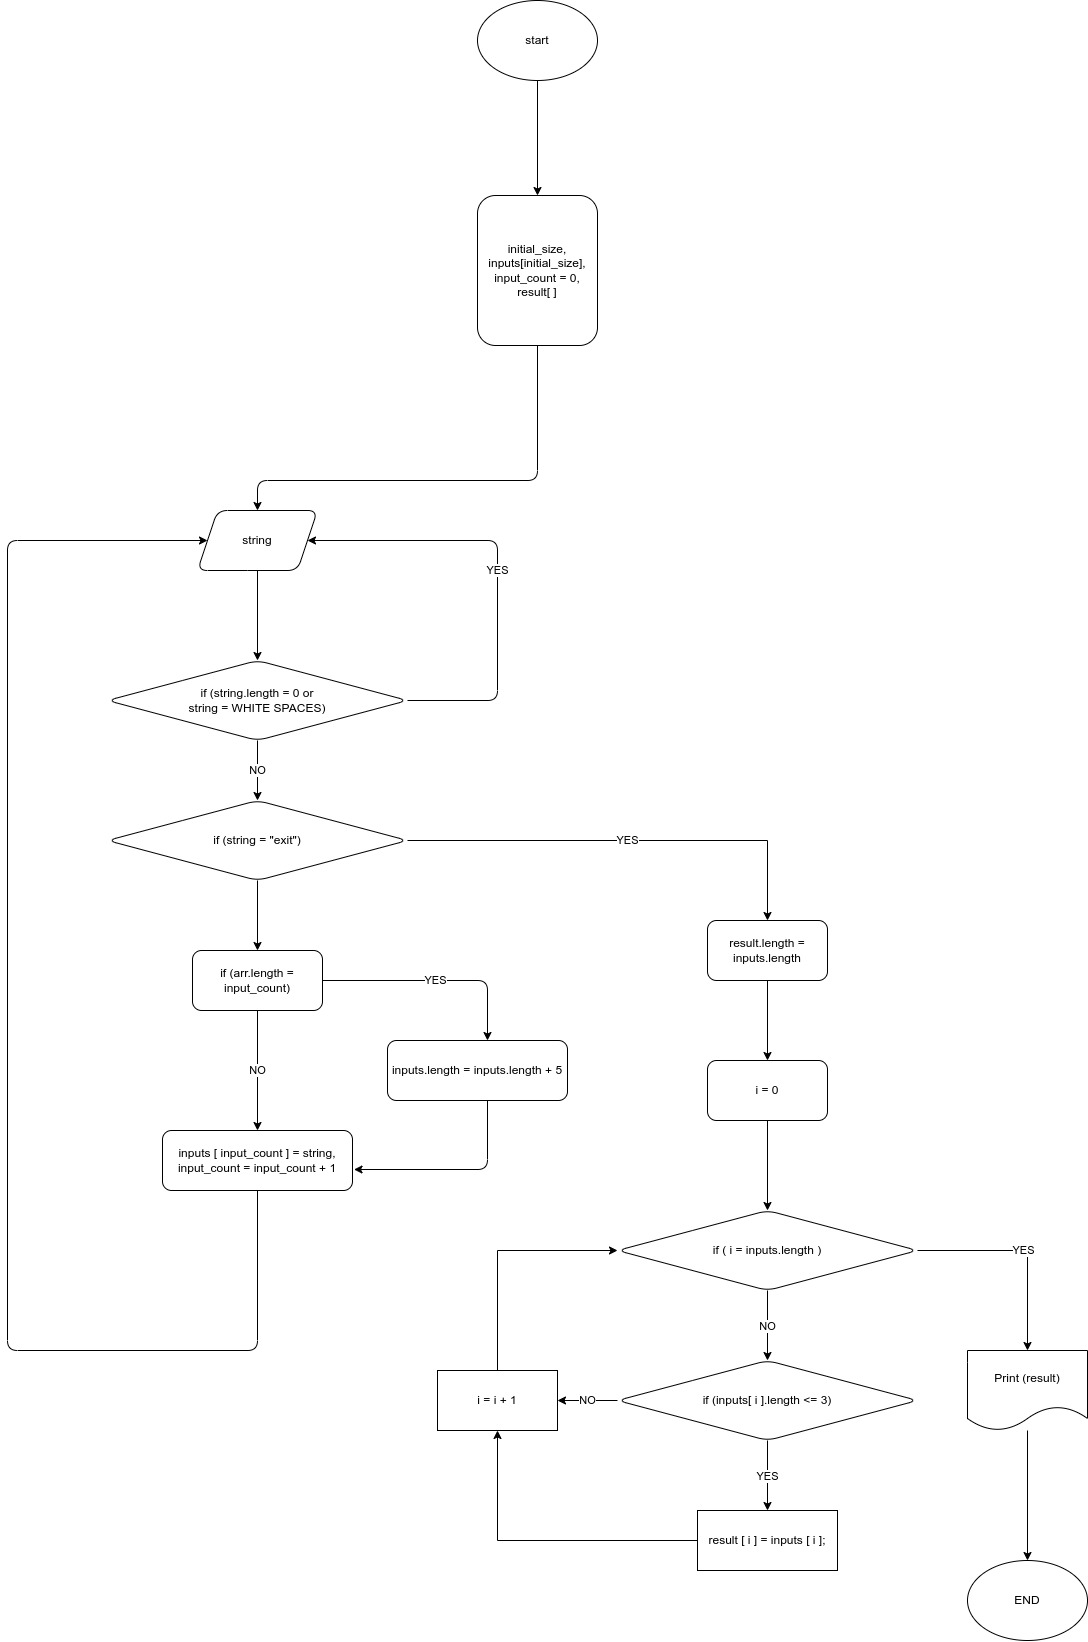 start
initial_size,
inputs[initial_size],
input_count = 0,
result[ ]
string
YES
if (string.length = 0 or
string = WHITE SPACES)
NO
if (string = "exit")
YES
result.length =
inputs.length
if (arr.length =
input_count)
YES
NO
inputs.length = inputs.length + 5
i = 0
inputs [ input_count ] = string,
input_count = input_count + 1
if ( i = inputs.length )
YES
NO
Print (result)
i = i + 1
NO
if (inputs[ i ].length <= 3)
YES
result [ i ] = inputs [ i ];
END